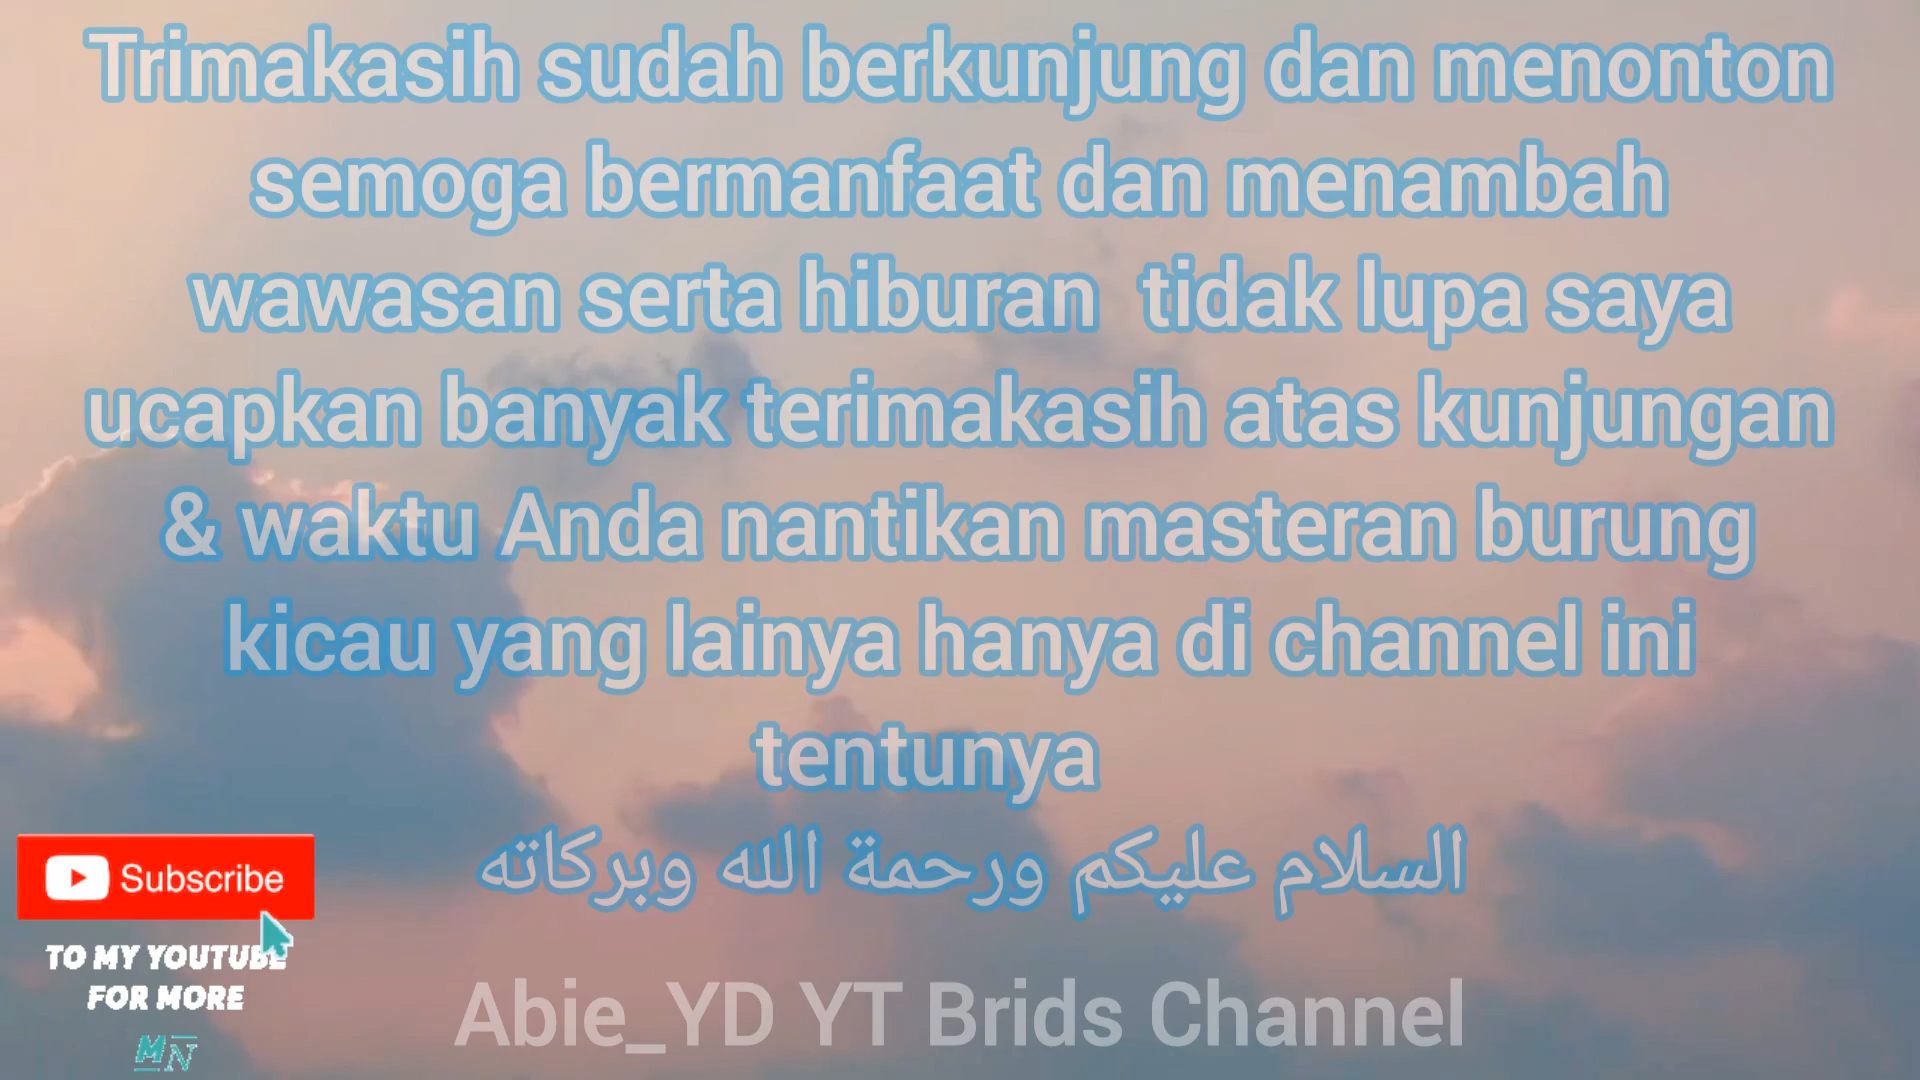 Trimakasih sudah berkunjung dan menonton
semoga bermanfaat dan menambah
wawasan serta hiburan  tidak lupa saya
ucapkan banyak terimakasih atas kunjungan
& waktu Anda nantikan masteran burung
kicau yang lainya hanya di channel ini
tentunya
السلام عليكم ورحمة الله وبركاته
Subscribe
TO MY YOUTUBE
FOR MORE
MN
Abie_YD YT Brids Channel